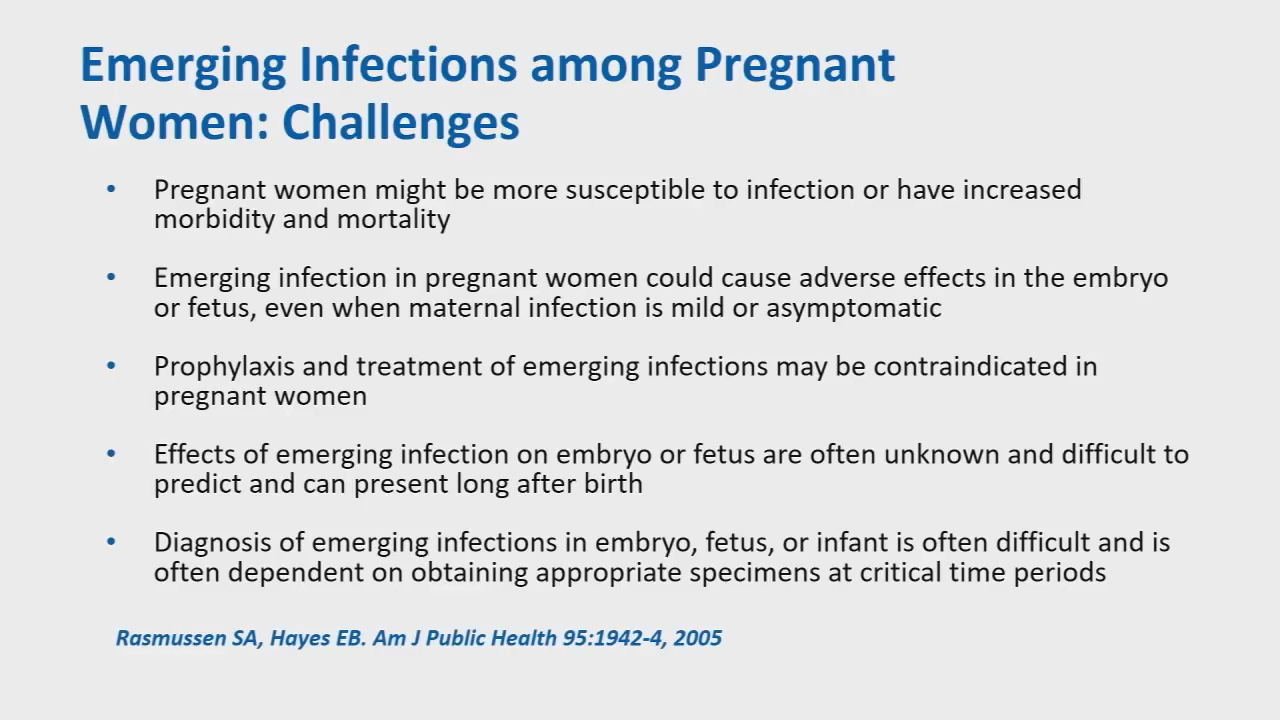 Emerging Infections among Pregnant
Women: Challenges
• Pregnant women might be more susceptible to infection or have increased
morbidity and mortality
• Emerging infection in pregnant women could cause adverse effects in the embryo
or fetus, even when maternal infection is mild or asymptomatic
• Prophylaxis and treatment of emerging infections may be contraindicated in
pregnant women
• Effects of emerging infection on embryo or fetus are often unknown and difficult to
predict and can present long after birth
• Diagnosis of emerging infections in embryo, fetus, or infant is often difficult and is
often dependent on obtaining appropriate specimens at critical time periods
Rasmussen SA, Hayes EB. Am J Public Health 95:1942-4, 2005